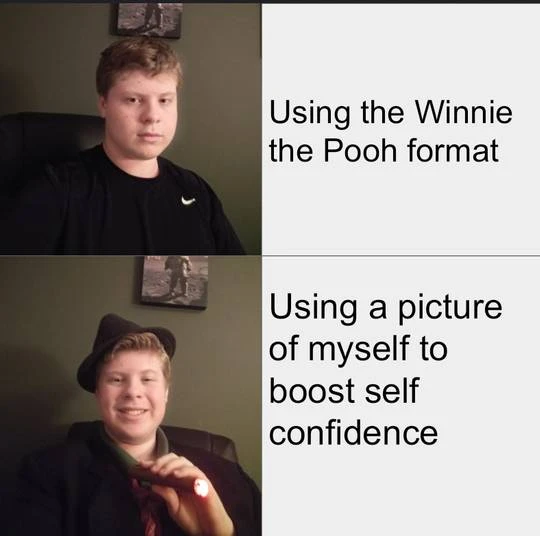 Using the Winnie
the Pooh format
Using a picture
of myself to
boost self
confidence